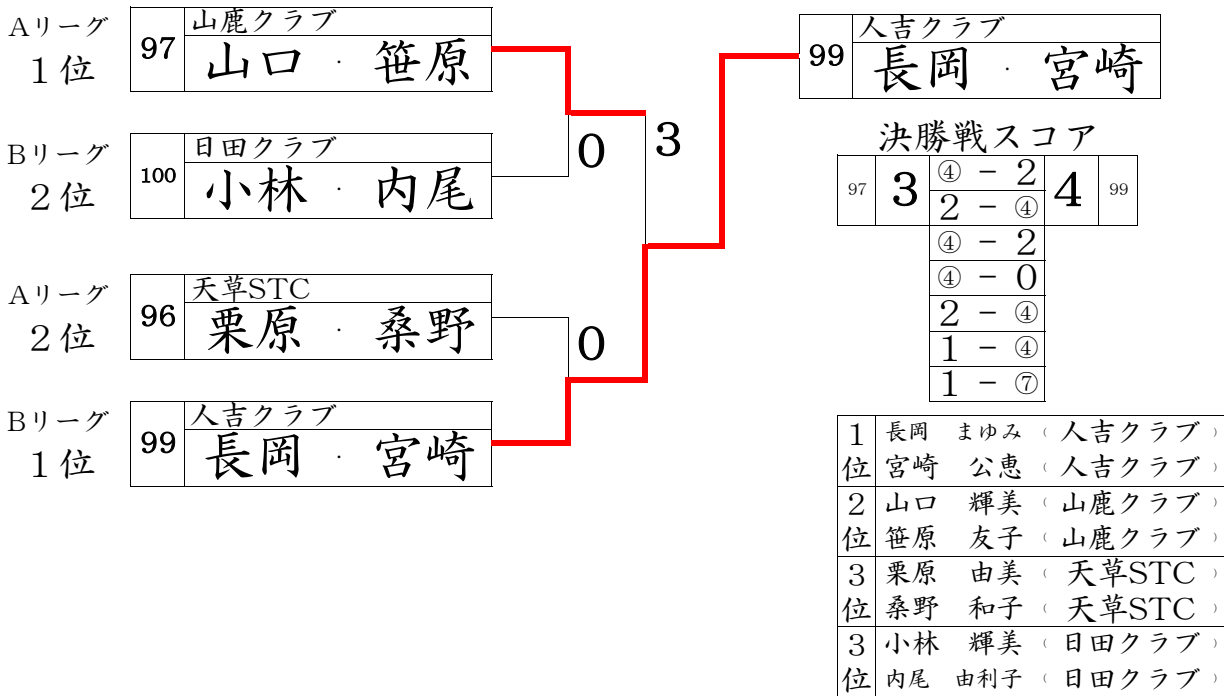 Aリーグ
1位
97
山鹿クラブ
山口 ・ 笹原
Bリーグ
2位
100
日田クラブ
小林 ・ 内尾
Aリーグ
2位
96
天草STC
栗原 ・ 桑野
Bリーグ
1位
99
人吉クラブ
長岡 ・ 宮崎
0
3
0
99
人吉クラブ
長岡 ・ 宮崎
決勝戦スコア
97 3 ④ - 2 4 99
2 - ④
④ - 2
④ - 0
2 - ④
1 - ④
1 - ⑦
1位
長岡 まゆみ ( 人吉クラブ )
宮崎 公恵 ( 人吉クラブ )
2位
山口 輝美 ( 山鹿クラブ )
笹原 友子 ( 山鹿クラブ )
3位
栗原 由美 ( 天草STC )
桑野 和子 ( 天草STC )
3位
小林 輝美 ( 日田クラブ )
内尾 由利子 ( 日田クラブ )